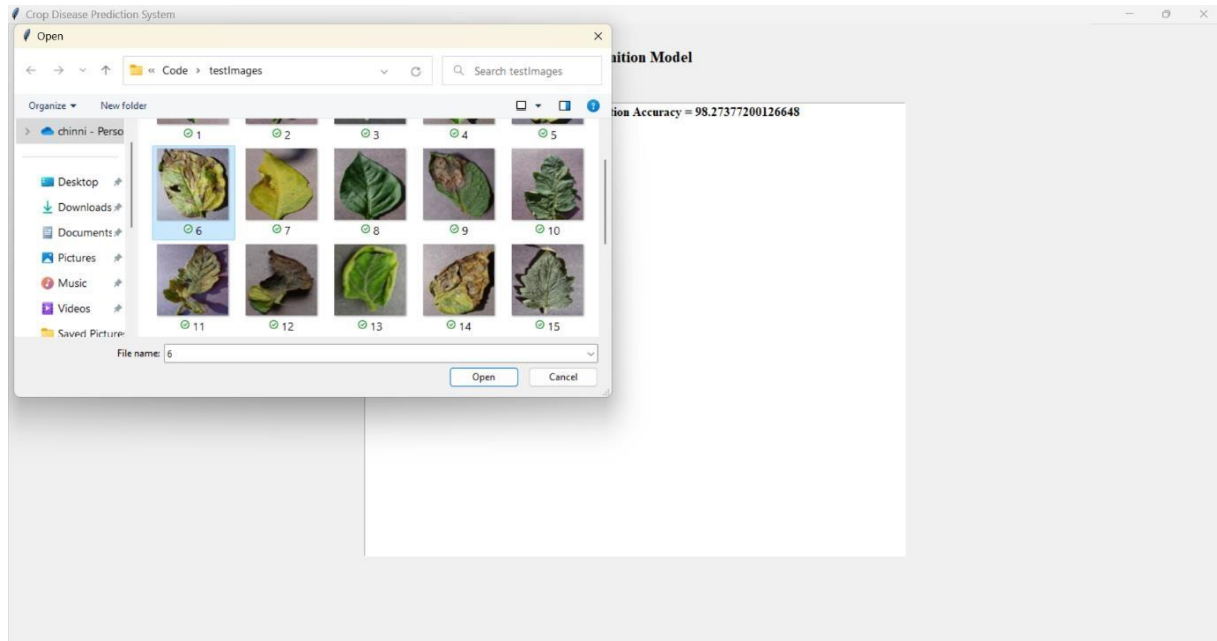 Crop Disease Prediction System
Open
nition Model
« Code › testImages
Search testImages
Organize
New folder
tion Accuracy = 98.27377200126648
chinni - Perso
1 2 3 4 5
Desktop
Downloads
Documents
Pictures
Music
Videos
Saved Picture
6 7 8 9 10
11 12 13 14 15
File name: 6
Open
Cancel